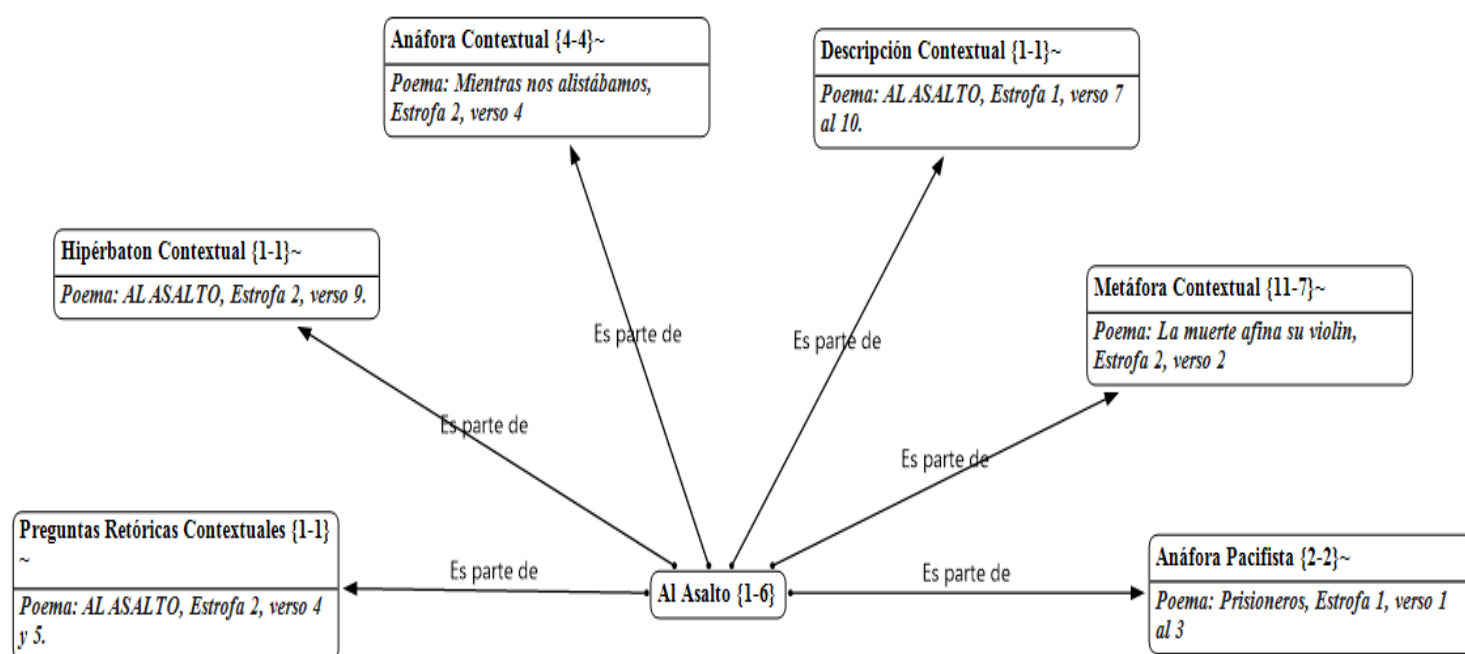 Anáfora Contextual {4-4}~
Poema: Mientras nos alistábamos,
Estrofa 2, verso 4
Descripción Contextual {1-1}~
Poema: AL ASALTO, Estrofa 1, verso 7
al 10.
Hipérbaton Contextual {1-1}~
Poema: AL ASALTO, Estrofa 2, verso 9.
Metáfora Contextual {11-7}~
Poema: La muerte afina su violin,
Estrofa 2, verso 2
Es parte de
Es parte de
Es parte de
Es parte de
Preguntas Retóricas Contextuales {1-1}
~
Poema: AL ASALTO, Estrofa 2, verso 4
y 5.
Es parte de
Al Asalto {1-6}
Es parte de
Anáfora Pacifista {2-2}~
Poema: Prisioneros, Estrofa 1, verso 1
al 3